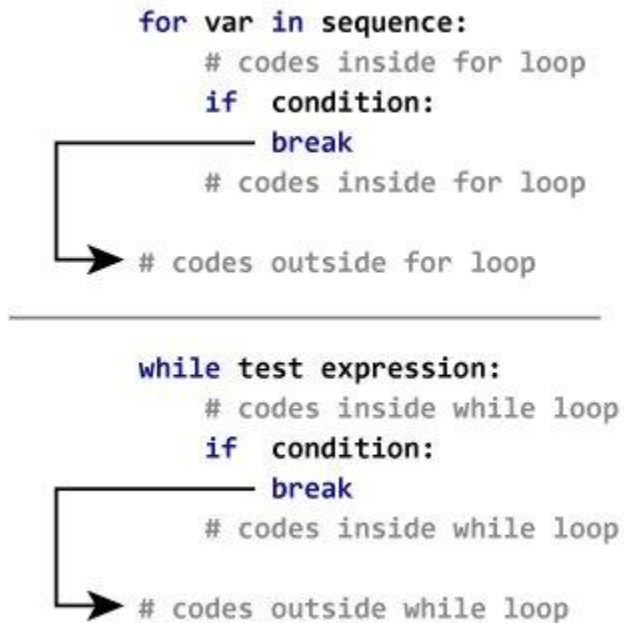 for var in sequence:
# codes inside for loop
if condition:
break
# codes inside for loop
# codes outside for loop
while test expression:
# codes inside while loop
if condition:
break
# codes inside while loop
# codes outside while loop